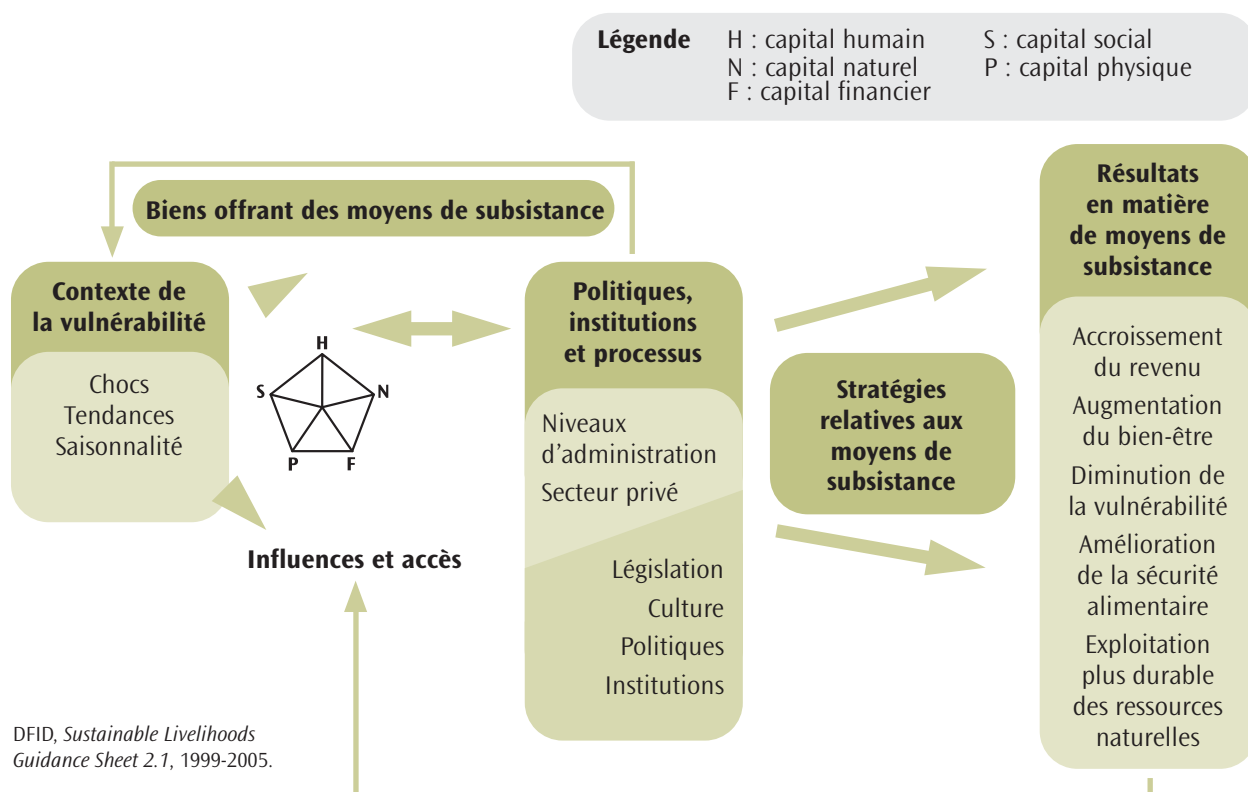 Légende
H : capital humain
S : capital social
N : capital naturel
P : capital physique
F : capital financier
Biens offrant des moyens de subsistance
Contexte de
la vulnérabilité
Chocs
Tendances
Saisonnalité
H
S
N
P
F
Influences et accès
Politiques,
institutions
et processus
Niveaux
d’administration
Secteur privé
Législation
Culture
Politiques
Institutions
Stratégies
relatives aux
moyens de
subsistance
Résultats
en matière
de moyens de
subsistance
Accroissement
du revenu
Augmentation
du bien-être
Diminution de
la vulnérabilité
Amélioration
de la sécurité
alimentaire
Exploitation
plus durable
des ressources
naturelles
DFID, Sustainable Livelihoods
Guidance Sheet 2.1, 1999-2005.